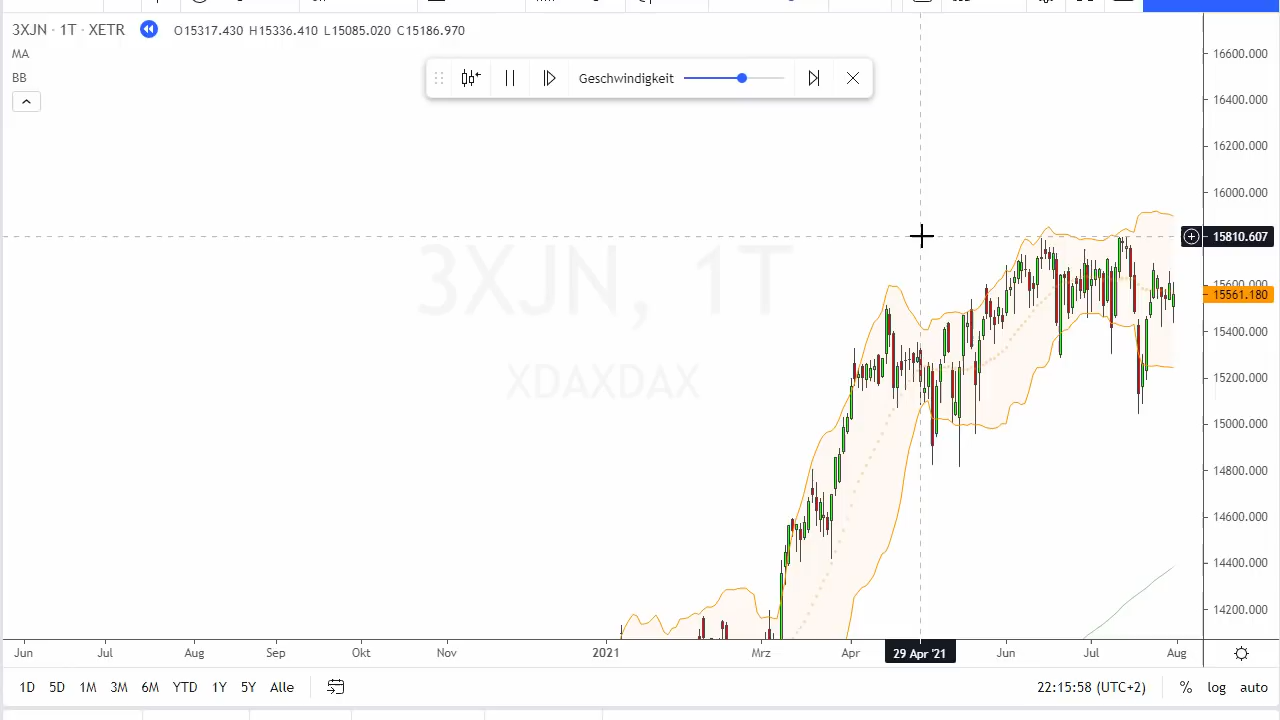 3XJN · 1T · XETR O15317.430 H15336.410 L15085.020 C15186.970
MA
BB
Geschwindigkeit
3XJN, 1T
XDAXDAX
16600.000
16400.000
16200.000
16000.000
15810.607
15600.000
15561.180
15400.000
15200.000
15000.000
14800.000
14600.000
14400.000
14200.000
Jun Jul Aug Sep Okt Nov 2021 Mrz Apr 29 Apr '21 Jun Jul Aug
1D 5D 1M 3M 6M YTD 1Y 5Y Alle 22:15:58 (UTC+2) % log auto